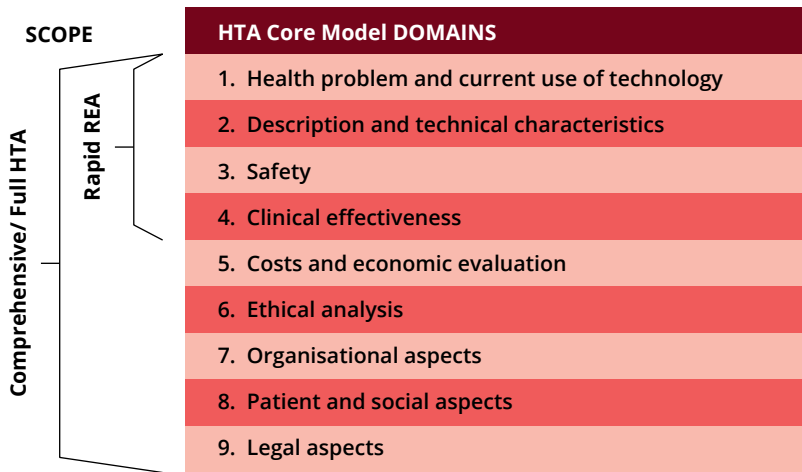 SCOPE
HTA Core Model DOMAINS
Comprehensive/ Full HTA
Rapid REA
1. Health problem and current use of technology
2. Description and technical characteristics
3. Safety
4. Clinical effectiveness
5. Costs and economic evaluation
6. Ethical analysis
7. Organisational aspects
8. Patient and social aspects
9. Legal aspects